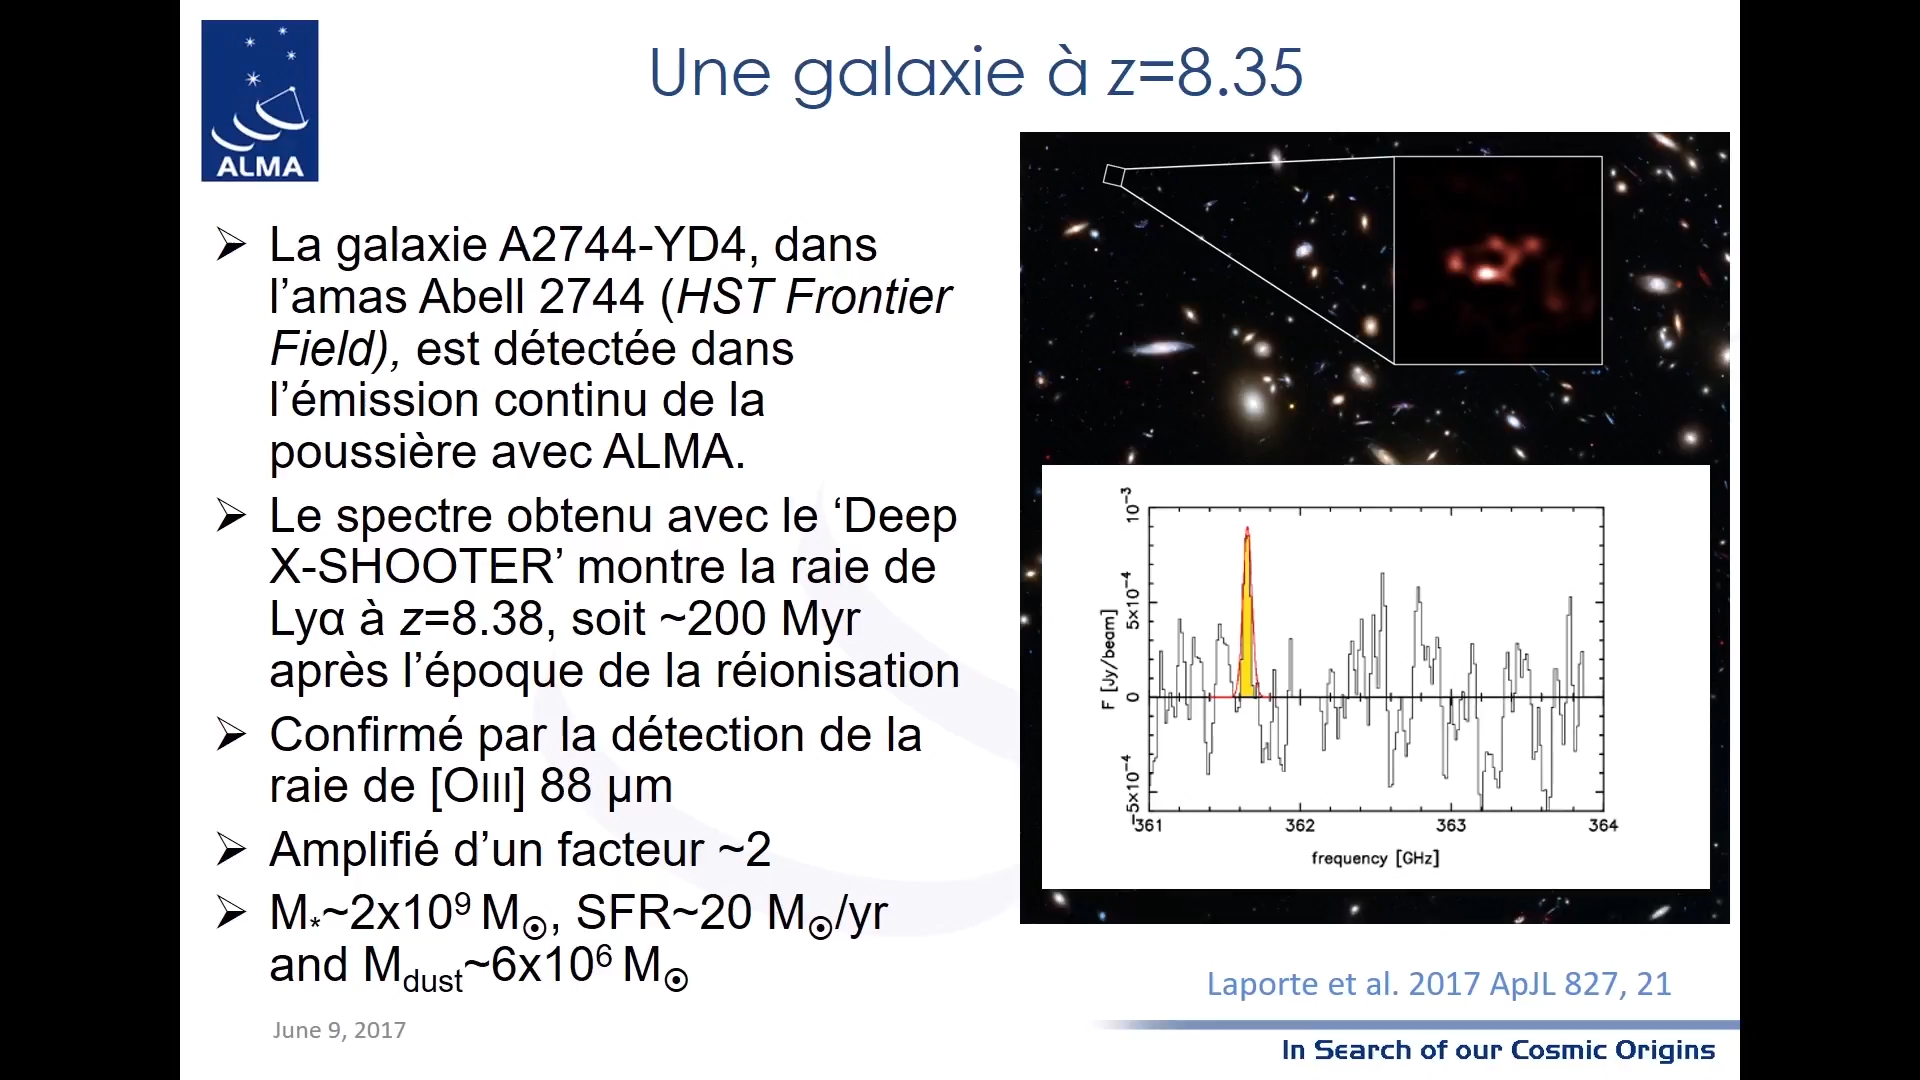 ALMA
Une galaxie à z=8.35
➢ La galaxie A2744-YD4, dans
l’amas Abell 2744 (HST Frontier
Field), est détectée dans
l’émission continu de la
poussière avec ALMA.
➢ Le spectre obtenu avec le ‘Deep
X-SHOOTER’ montre la raie de
Lyα à z=8.38, soit ~200 Myr
après l’époque de la réionisation
➢ Confirmé par la détection de la
raie de [OIII] 88 µm
➢ Amplifié d’un facteur ~2
➢ M*~2x10⁹ M☉, SFR~20 M☉/yr
and Mdust~6x10⁶ M☉
10⁻³
5x10⁻⁴
0
-5x10⁻⁴
F [Jy/beam]
361 362 363 364
frequency [GHz]
Laporte et al. 2017 ApJL 827, 21
June 9, 2017
In Search of our Cosmic Origins